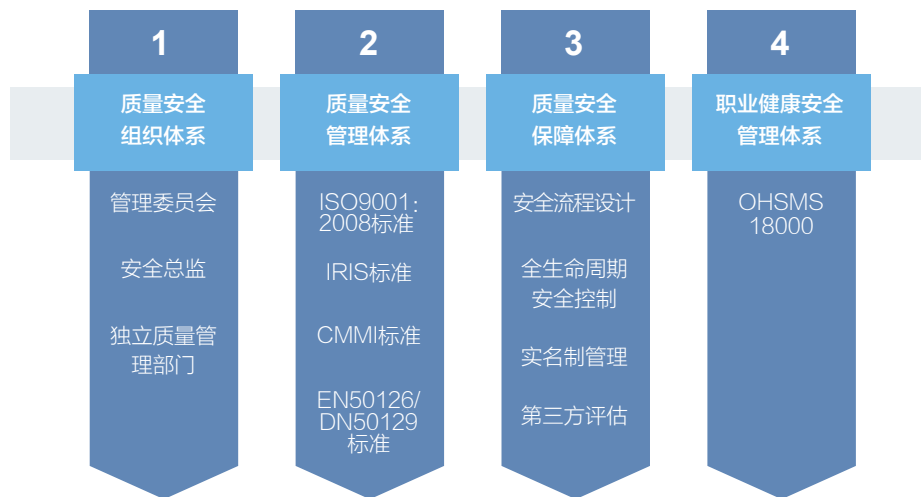 1
质量安全
组织体系
管理委员会
安全总监
独立质量管
理部门
2
质量安全
管理体系
ISO9001：
2008标准
IRIS标准
CMMI标准
EN50126/
DN50129
标准
3
质量安全
保障体系
安全流程设计
全生命周期
安全控制
实名制管理
第三方评估
4
职业健康安全
管理体系
OHSMS
18000